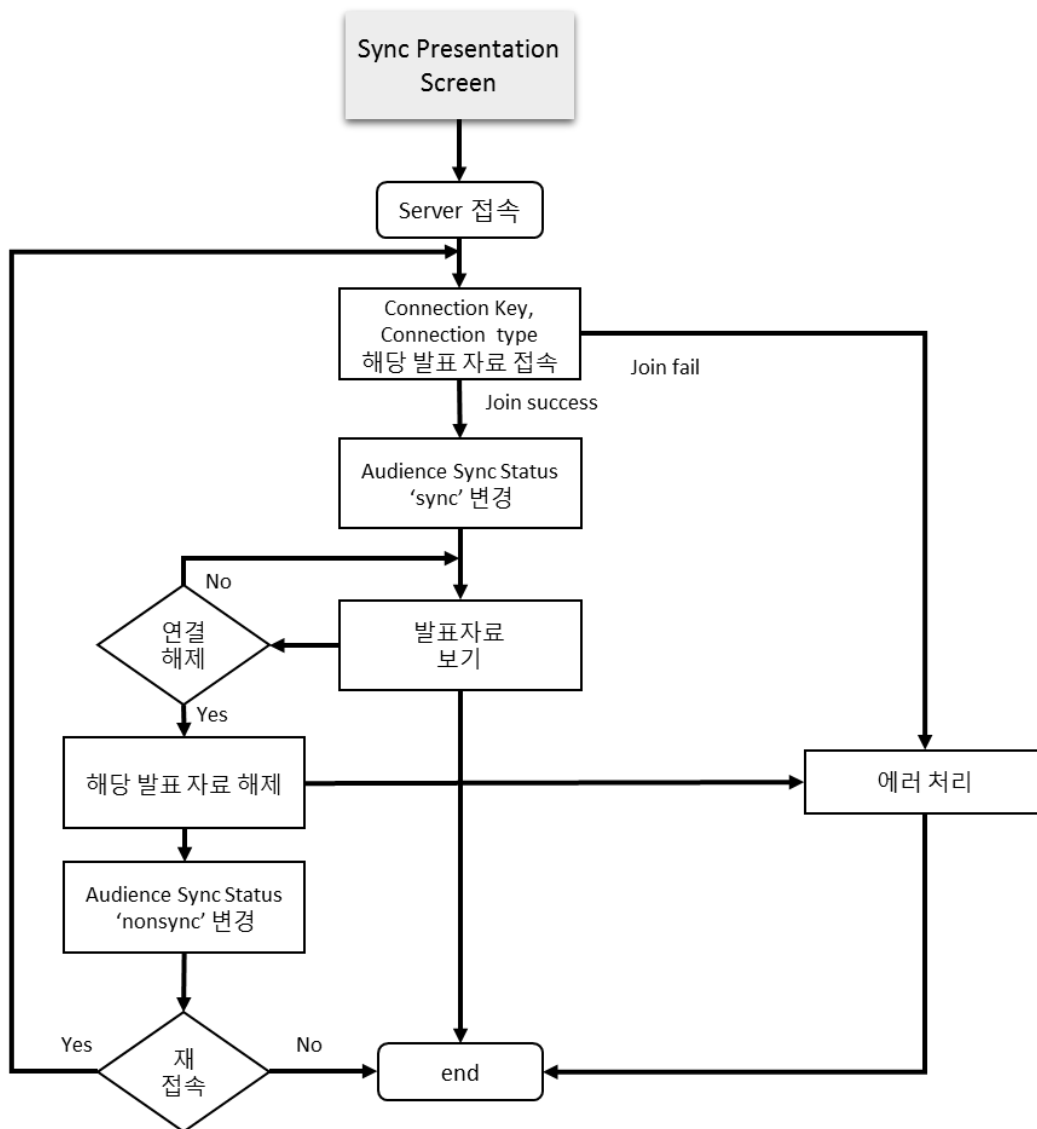 Sync Presentation
Screen
Server 접속
Connection Key,
Connection type
해당 발표 자료 접속
Join fail
Join success
Audience Sync Status
‘sync’ 변경
No
연결
해제
발표자료
보기
Yes
해당 발표 자료 해제
에러 처리
Audience Sync Status
‘nonsync’ 변경
Yes
재
접속
No
end